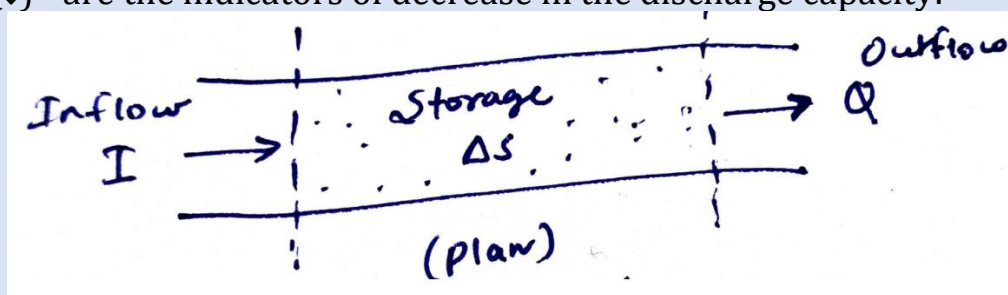 are the indicators of decrease in the discharge capacity.
Inflow
I
Storage
ΔS
Outflow
Q
(Plan)